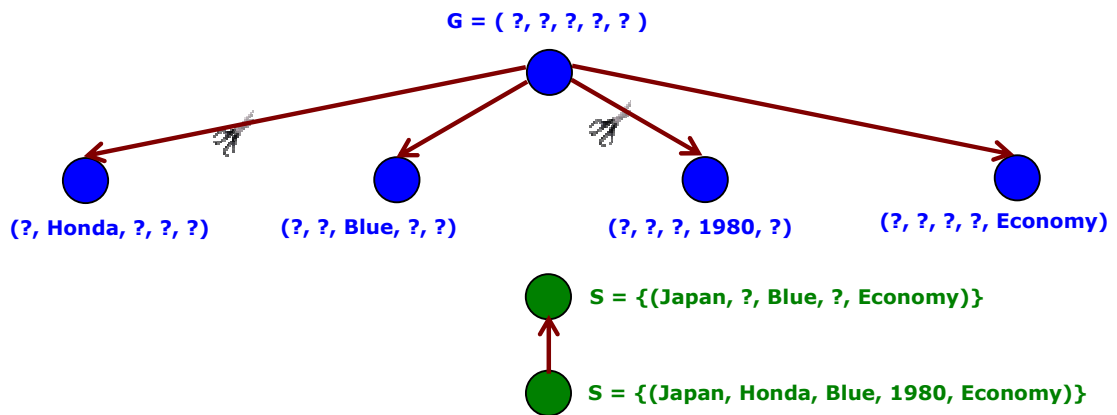 G = ( ?, ?, ?, ?, ? )
(?, Honda, ?, ?, ?)
(?, ?, Blue, ?, ?)
(?, ?, ?, 1980, ?)
(?, ?, ?, ?, Economy)
S = {(Japan, ?, Blue, ?, Economy)}
S = {(Japan, Honda, Blue, 1980, Economy)}